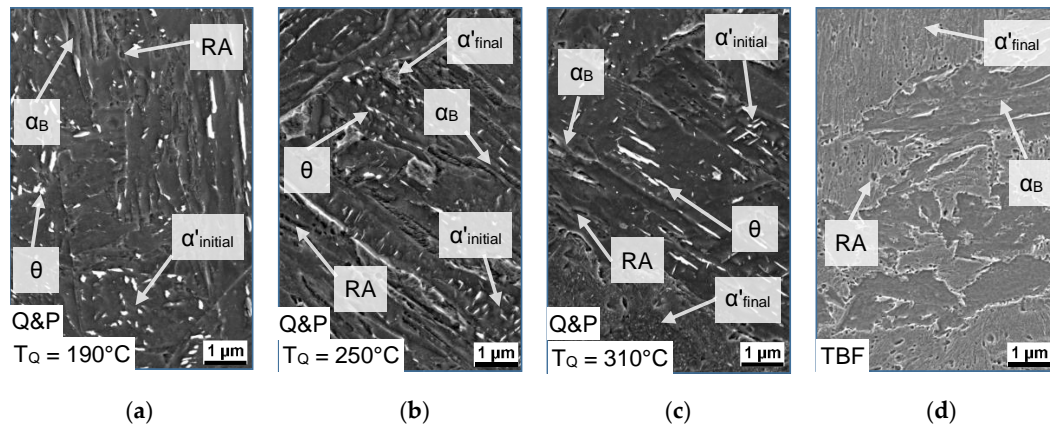 αB
RA
θ
α'initial
Q&P
TQ = 190°C
1 µm
α'final
αB
θ
α'initial
RA
Q&P
TQ = 250°C
1 µm
α'initial
αB
θ
RA
α'final
Q&P
TQ = 310°C
1 µm
α'final
αB
RA
TBF
1 µm
(a) (b) (c) (d)